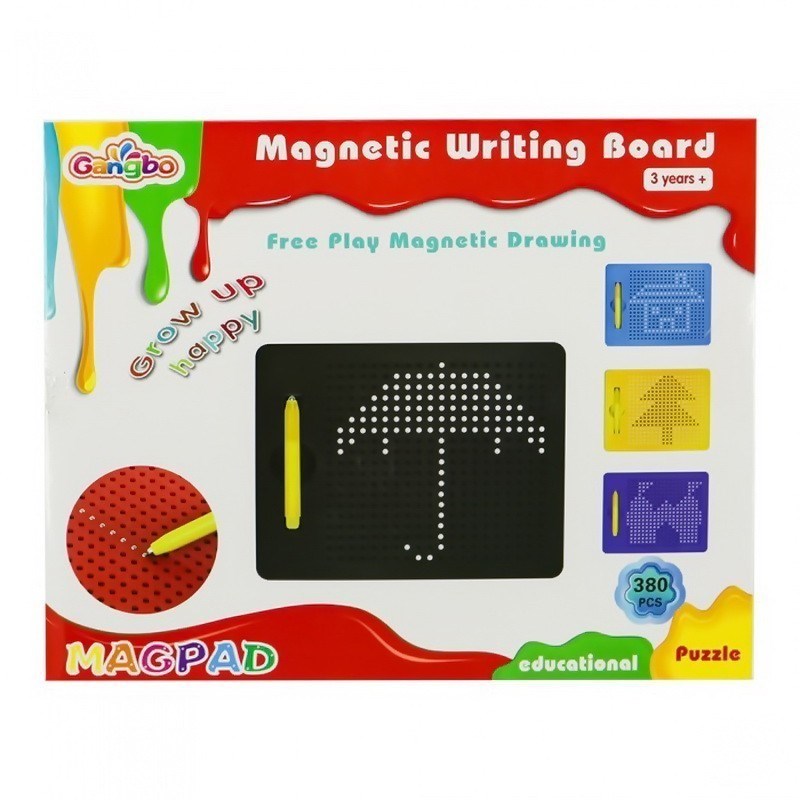 Gangbo
Magnetic Writing Board
3 years +
Free Play Magnetic Drawing
Grow up
happy
380
PCS
MAGPAD
educational
Puzzle